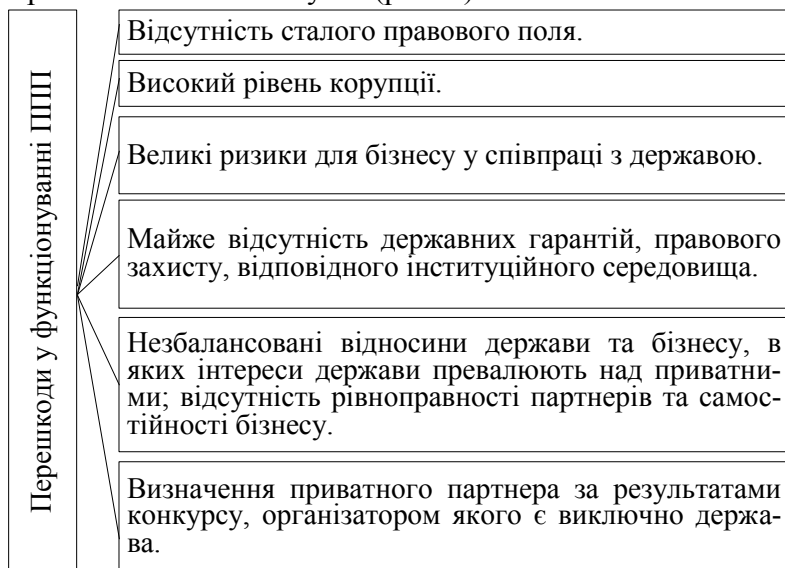 Перешкоди у функціонуванні ППП
Відсутність сталого правового поля.
Високий рівень корупції.
Великі ризики для бізнесу у співпраці з державою.
Майже відсутність державних гарантій, правового
захисту, відповідного інституційного середовища.
Незбалансовані відносини держави та бізнесу, в
яких інтереси держави превалюють над приватни-
ми; відсутність рівноправності партнерів та самос-
тійності бізнесу.
Визначення приватного партнера за результатами
конкурсу, організатором якого є виключно держа-
ва.